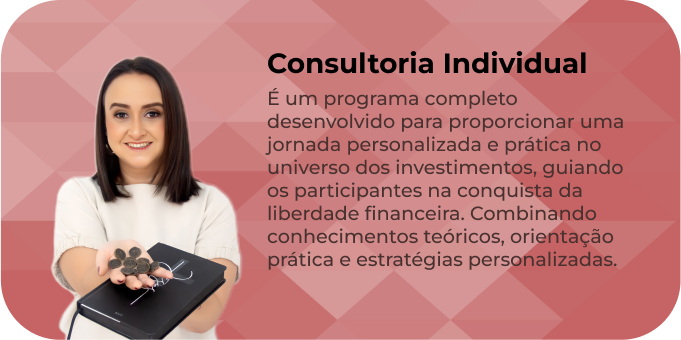 Consultoria Individual
É um programa completo
desenvolvido para proporcionar uma
jornada personalizada e prática no
universo dos investimentos, guiando
os participantes na conquista da
liberdade financeira. Combinando
conhecimentos teóricos, orientação
prática e estratégias personalizadas.